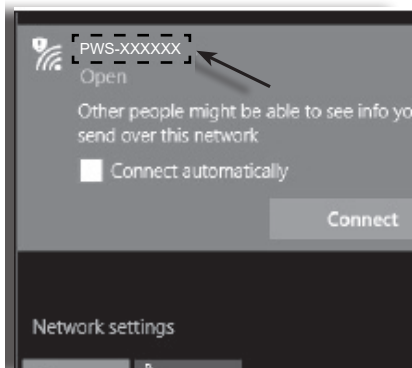 PWS-XXXXXX
Open
Other people might be able to see info yo
send over this network
Connect automatically
Connect
Network settings